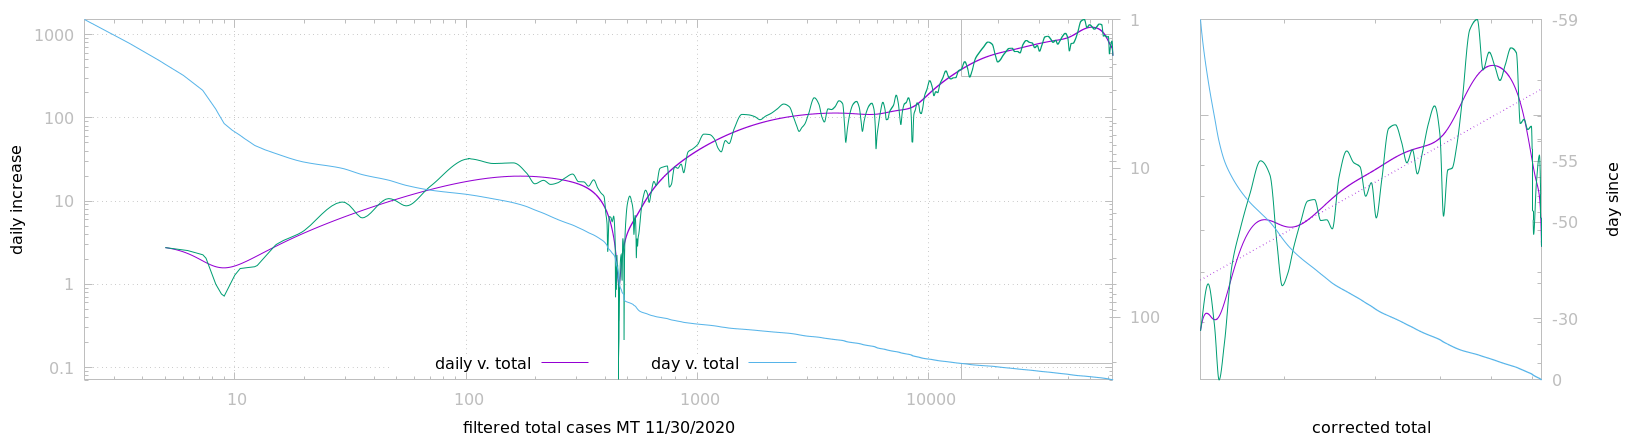 daily increase
1000
100
10
1
0.1
10
100
1000
10000
1
10
100
daily v. total
day v. total
filtered total cases MT 11/30/2020
-59
-55
-50
-30
0
day since
corrected total